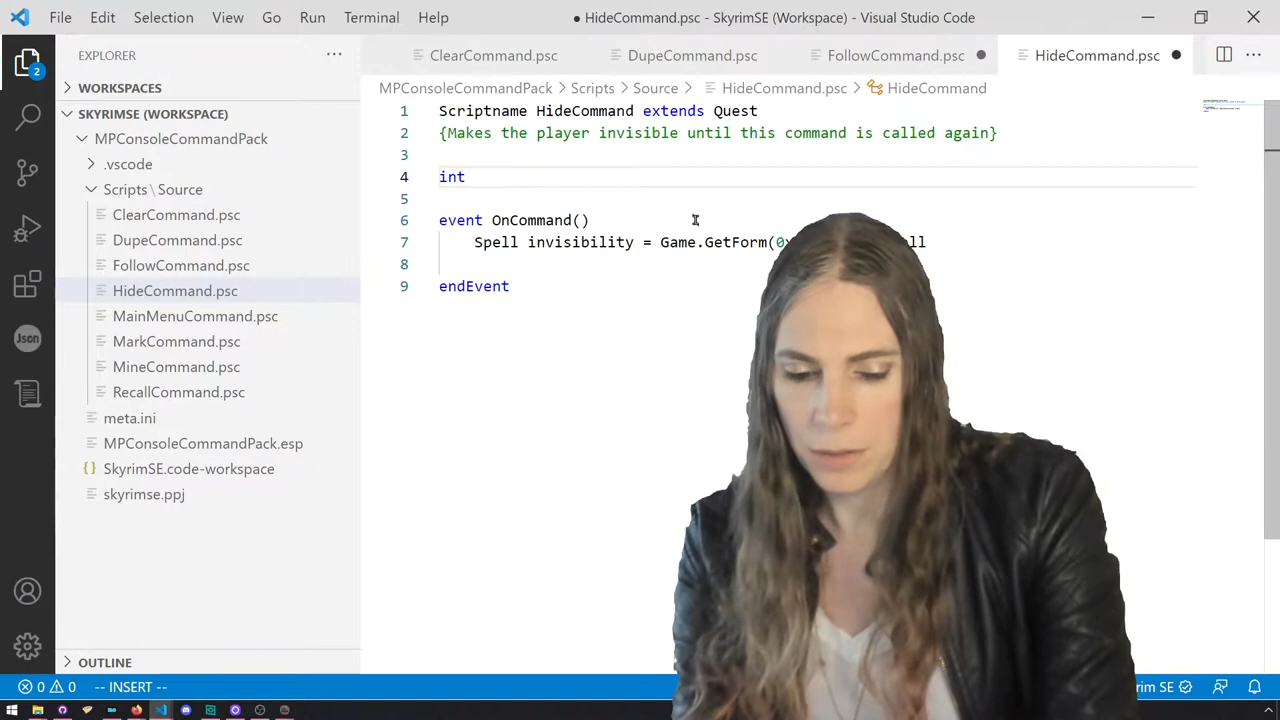 File Edit Selection View Go Run Terminal Help
● HideCommand.psc - SkyrimSE (Workspace) - Visual Studio Code
EXPLORER
2
WORKSPACES
SKYRIMSE (WORKSPACE)
MPConsoleCommandPack
.vscode
Scripts \ Source
ClearCommand.psc
DupeCommand.psc
FollowCommand.psc
HideCommand.psc
MainMenuCommand.psc
MarkCommand.psc
MineCommand.psc
RecallCommand.psc
meta.ini
MPConsoleCommandPack.esp
{} SkyrimSE.code-workspace
skyrimse.ppj
OUTLINE
Json
ClearCommand.psc DupeCommand.psc FollowCommand.psc ● HideCommand.psc ●
MPConsoleCommandPack > Scripts > Source > HideCommand.psc > HideCommand
1 Scriptname HideCommand extends Quest
2 {Makes the player invisible until this command is called again}
3
4 int
5
6 event OnCommand()
7 Spell invisibility = Game.GetForm(0
8
9 endEvent
0 0 -- INSERT --
Skyrim SE